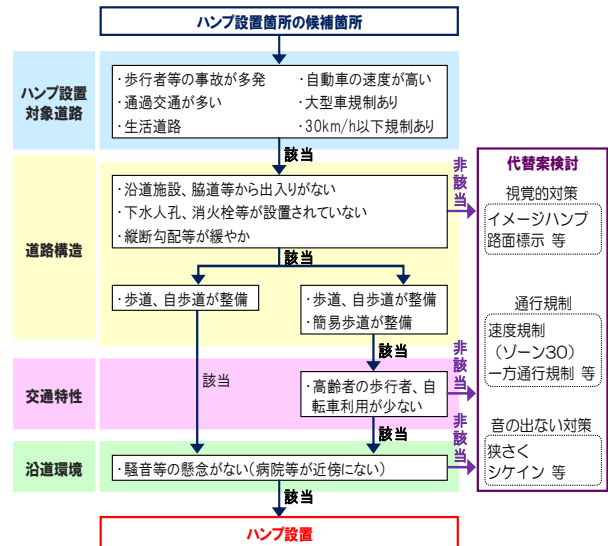 ハンプ設置箇所の候補箇所
ハンプ設置
対象道路
・歩行者等の事故が多発
・通過交通が多い
・生活道路
・自動車の速度が高い
・大型車規制あり
・30km/h以下規制あり
該当
道路構造
・沿道施設、脇道等から出入りがない
・下水人孔、消火栓等が設置されていない
・縦断勾配等が緩やか
非該当
該当
・歩道、自歩道が整備
・歩道、自歩道が整備
・簡易歩道が整備
該当
該当
非該当
交通特性
・高齢者の歩行者、自
転車利用が少ない
該当
非該当
沿道環境
・騒音等の懸念がない(病院等が近傍にない)
該当
ハンプ設置
代替案検討
視覚的対策
イメージハンプ
路面標示 等
通行規制
速度規制
(ゾーン30)
一方通行規制 等
音の出ない対策
狭さく
シケイン 等